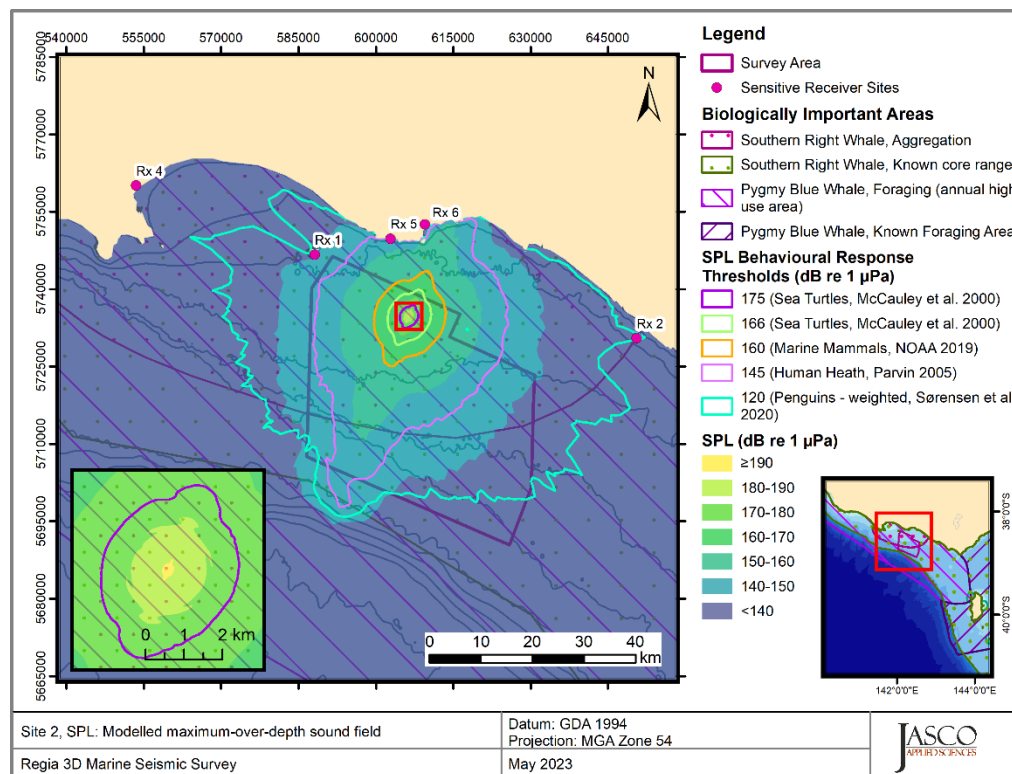 540000 555000 570000 585000 600000 615000 630000 645000
5785000
5770000
5755000
5740000
5725000
5710000
5695000
5680000
5665000
N
Rx 4
Rx 6
Rx 5
Rx 1
Rx 2
0 1 2 km
0 10 20 30 40
km
Legend
Survey Area
Sensitive Receiver Sites
Biologically Important Areas
Southern Right Whale, Aggregation
Southern Right Whale, Known core range
Pygmy Blue Whale, Foraging (annual high
use area)
Pygmy Blue Whale, Known Foraging Area
SPL Behavioural Response
Thresholds (dB re 1 µPa)
175 (Sea Turtles, McCauley et al. 2000)
166 (Sea Turtles, McCauley et al. 2000)
160 (Marine Mammals, NOAA 2019)
145 (Human Heath, Parvin 2005)
120 (Penguins - weighted, Sørensen et al
2020)
SPL (dB re 1 µPa)
≥190
180-190
170-180
160-170
150-160
140-150
<140
38°0'0"S
40°0'0"S
142°0'0"E 144°0'0"E
Site 2, SPL: Modelled maximum-over-depth sound field
Datum: GDA 1994
Projection: MGA Zone 54
Regia 3D Marine Seismic Survey
May 2023
JASCO
APPLIED SCIENCES